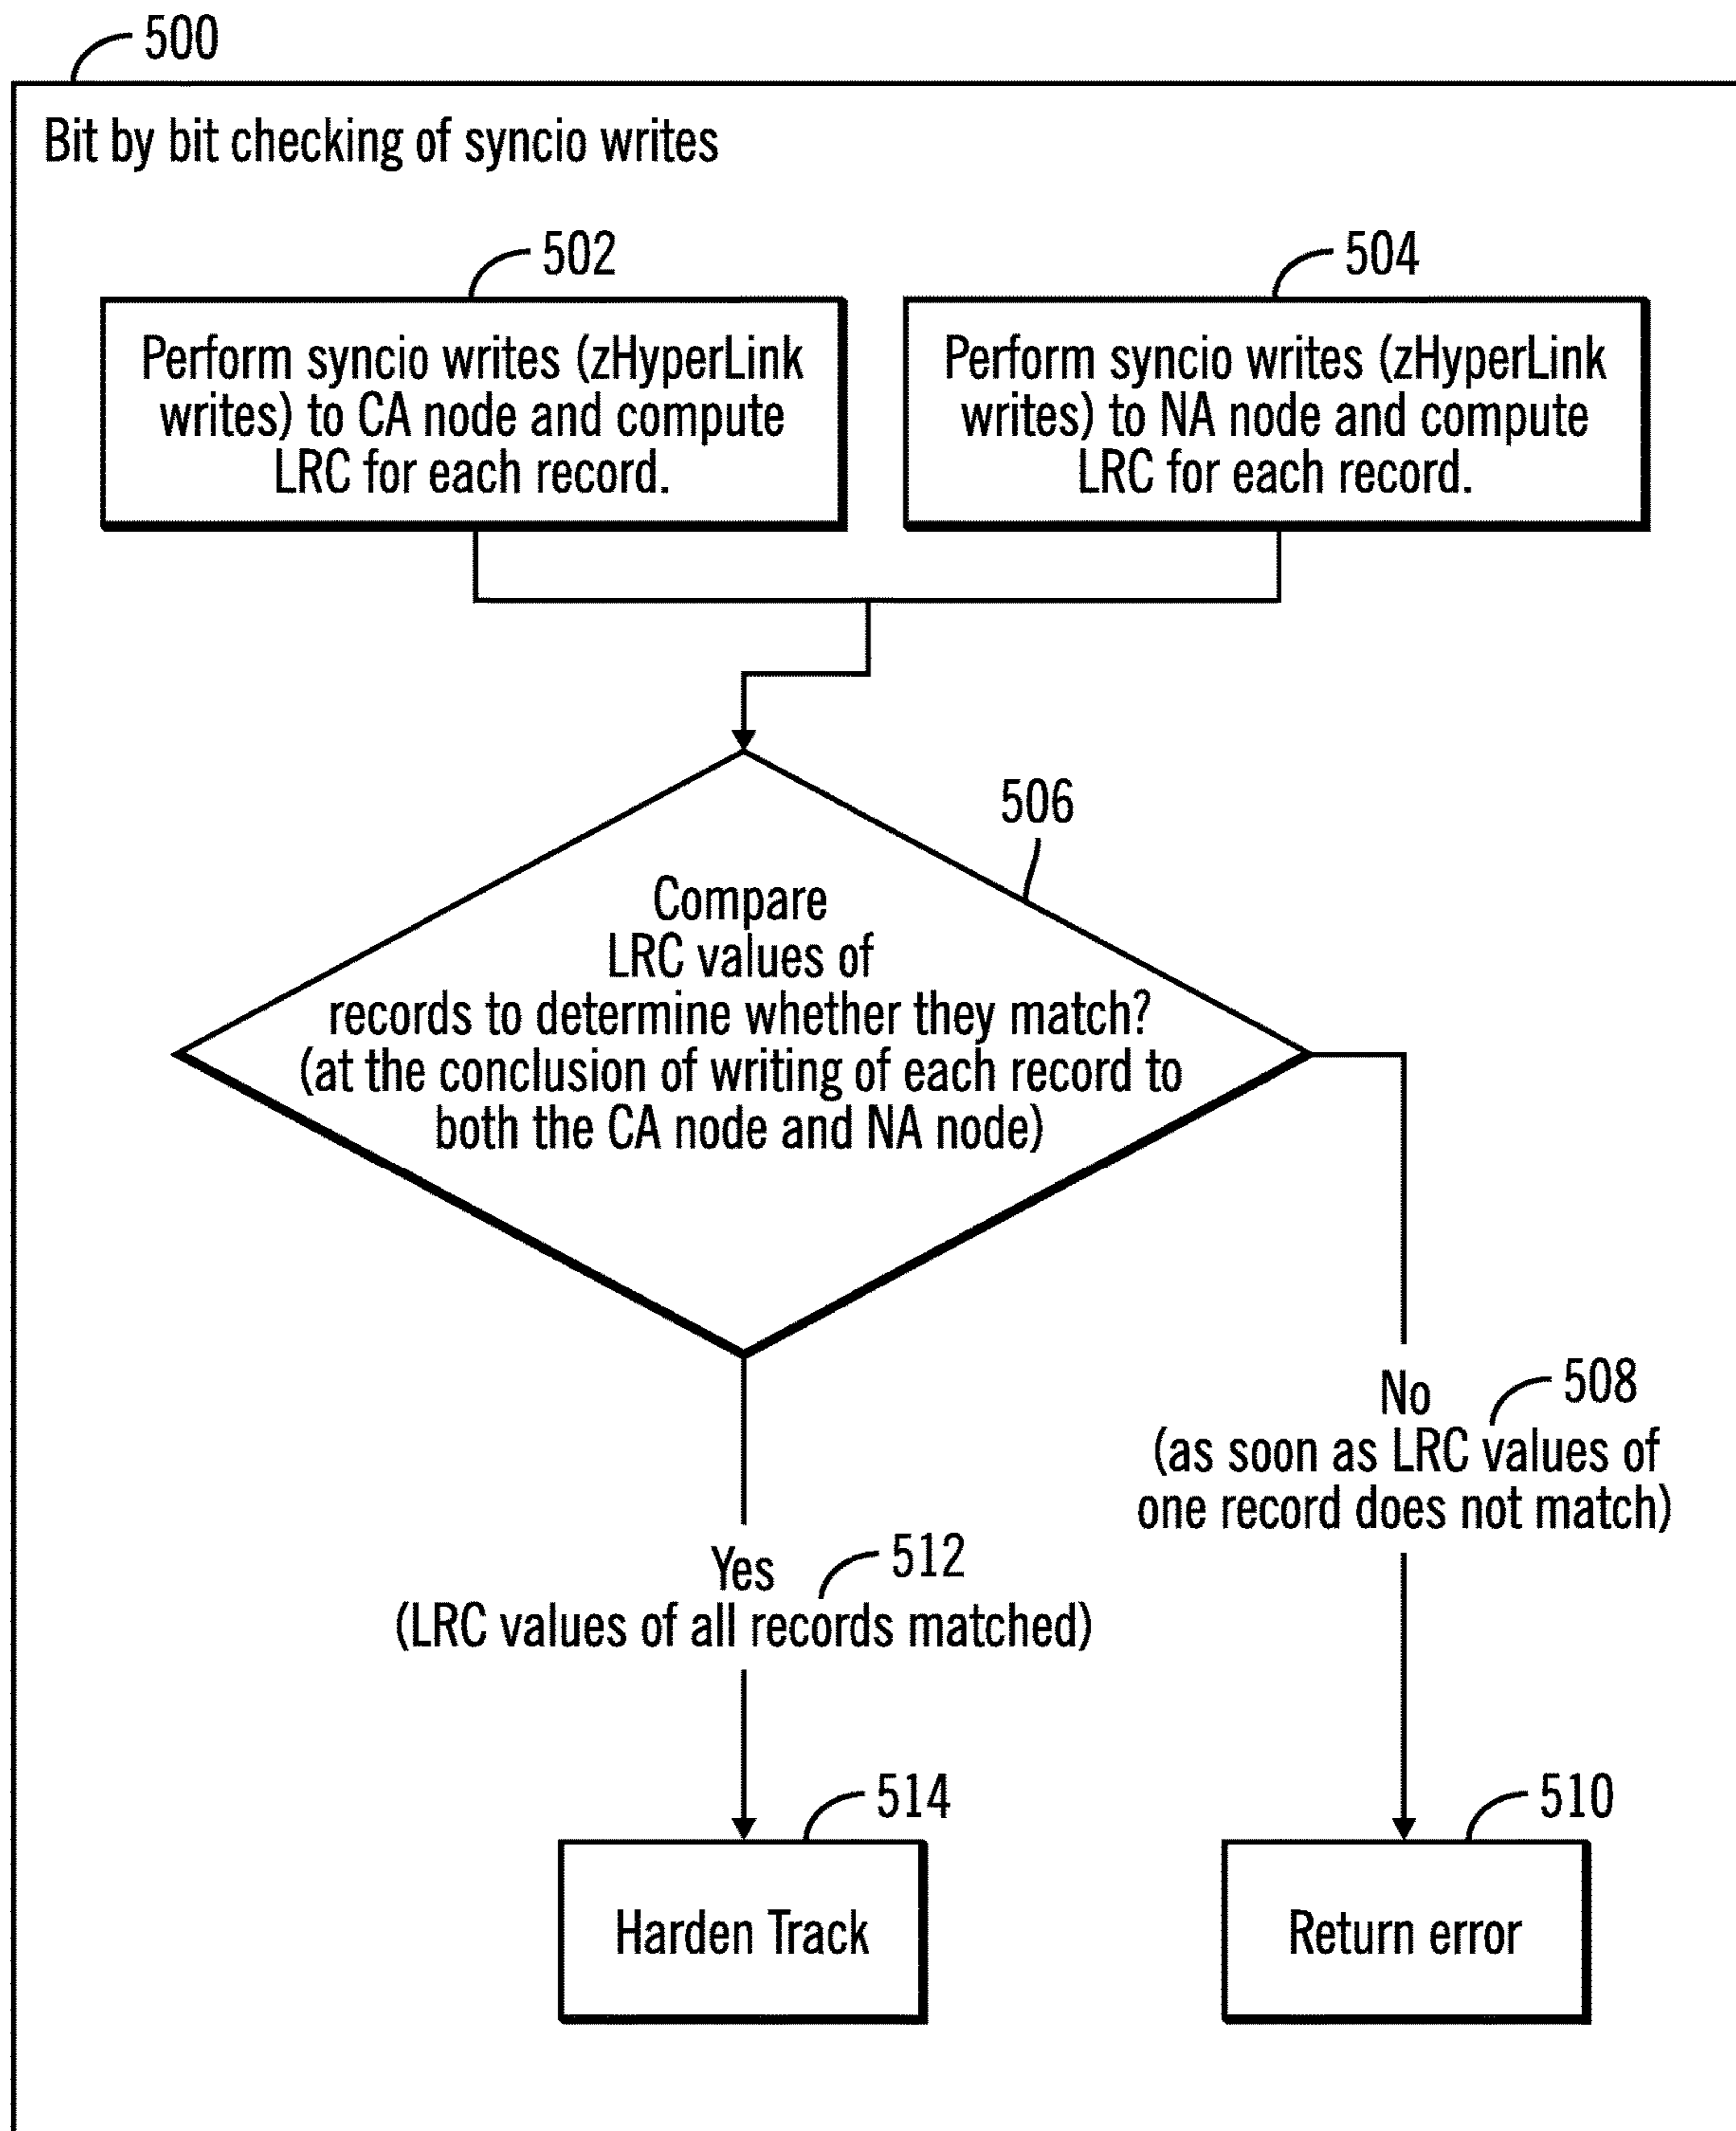 500
Bit by bit checking of syncio writes
502
504
Perform syncio writes (zHyperLink
writes) to CA node and compute
LRC for each record.
Perform syncio writes (zHyperLink
writes) to NA node and compute
LRC for each record.
506
Compare
LRC values of
records to determine whether they match?
(at the conclusion of writing of each record to
both the CA node and NA node)
508
No
(as soon as LRC values of
one record does not match)
512
Yes
(LRC values of all records matched)
514
510
Harden Track
Return error